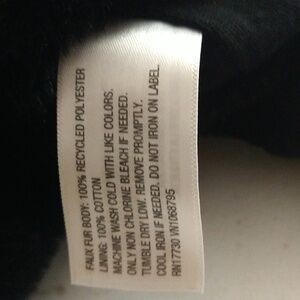 FAUX FUR BODY: 100% RECYCLED POLYESTER
LINING: 100% COTTON
MACHINE WASH COLD WITH LIKE COLORS.
ONLY NON CHLORINE BLEACH IF NEEDED.
TUMBLE DRY LOW. REMOVE PROMPTLY.
COOL IRON IF NEEDED. DO NOT IRON ON LABEL.
RN17730 VN1068795